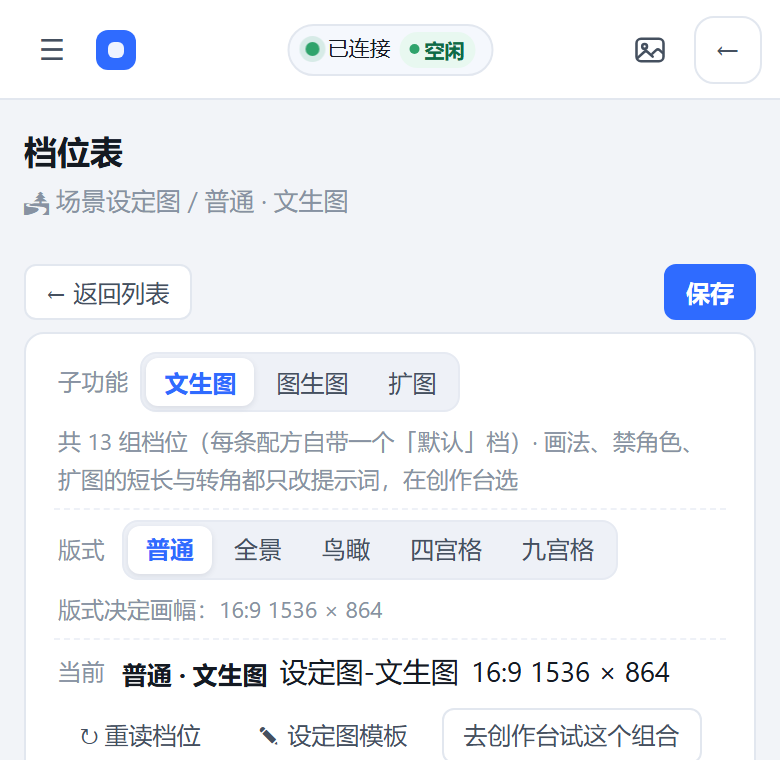 已连接 空闲
档位表
场景设定图 / 普通 · 文生图
← 返回列表 保存
子功能 文生图 图生图 扩图
共 13 组档位（每条配方自带一个「默认」档）· 画法、禁角色、
扩图的短长与转角都只改提示词，在创作台选
版式 普通 全景 鸟瞰 四宫格 九宫格
版式决定画幅：16:9 1536 × 864
当前 普通 · 文生图 设定图-文生图 16:9 1536 × 864
↻ 重读档位 ✎ 设定图模板 去创作台试这个组合